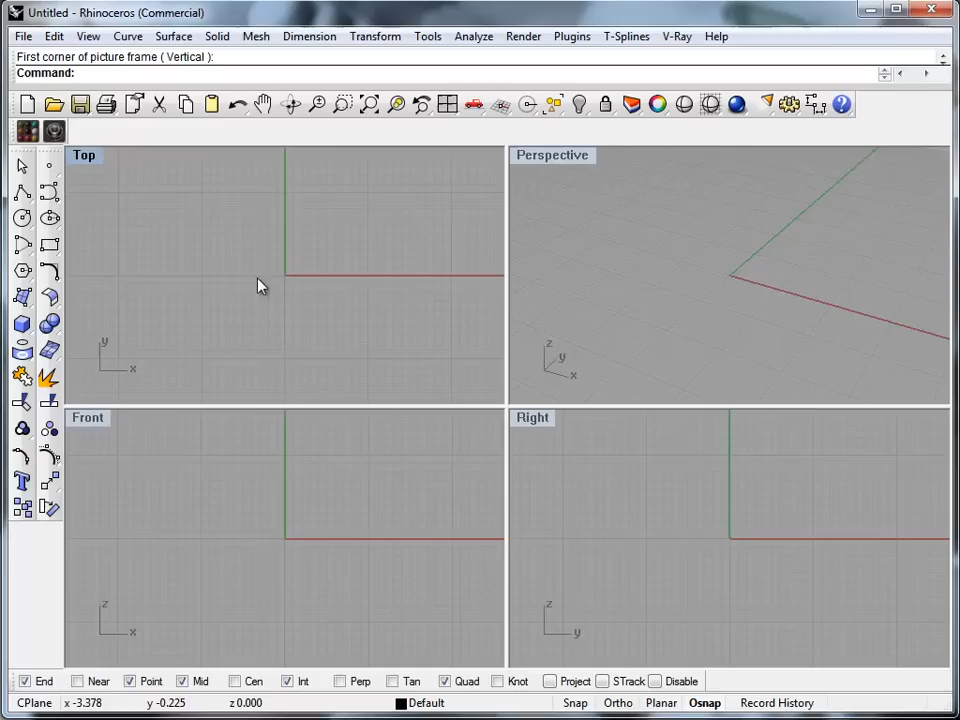 Untitled - Rhinoceros (Commercial)
File Edit View Curve Surface Solid Mesh Dimension Transform Tools Analyze Render Plugins T-Splines V-Ray Help
First corner of picture frame ( Vertical ):
Command:
Top
Perspective
y
x
z
y
x
Front
Right
z
x
z
y
End Near Point Mid Cen Int Perp Tan Quad Knot Project STrack Disable
CPlane x -3.378 y -0.225 z 0.000 Default Snap Ortho Planar Osnap Record History